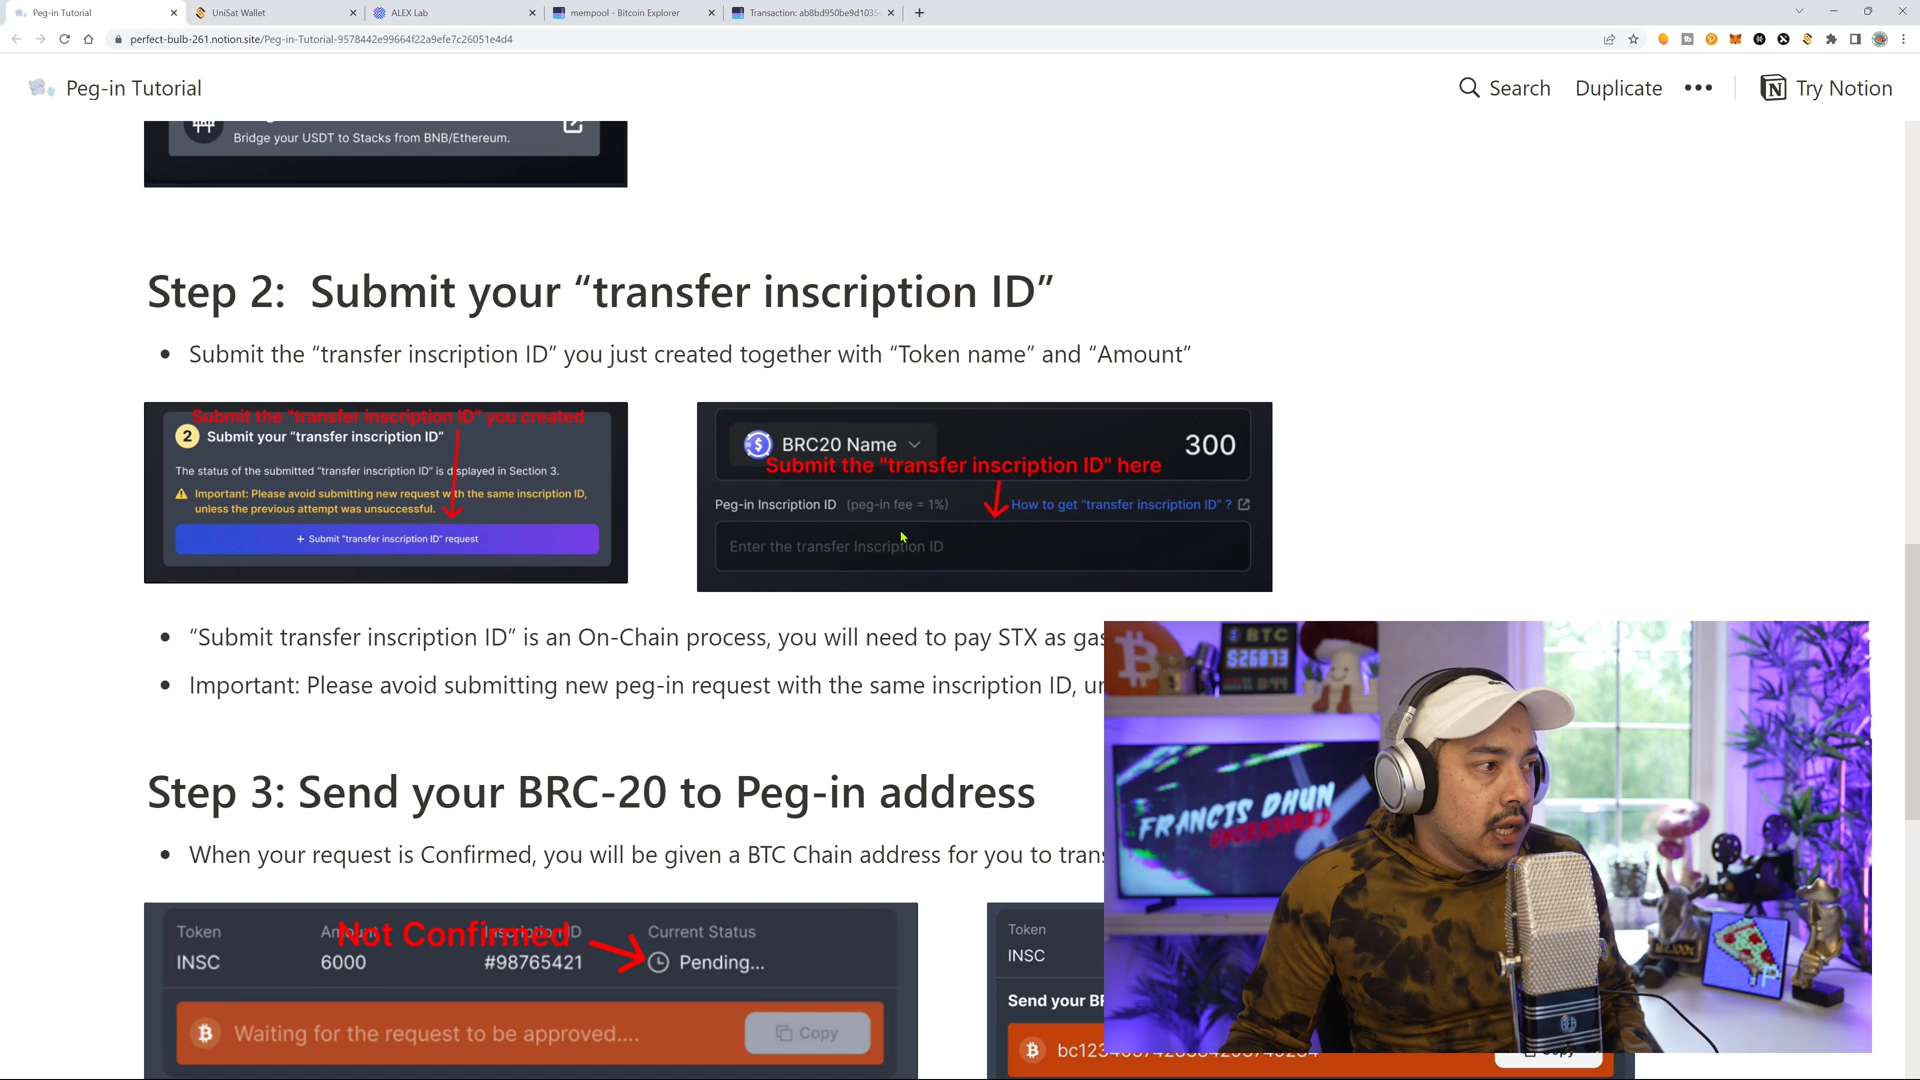 Peg-in Tutorial
UniSat Wallet
ALEX Lab
mempool - Bitcoin Explorer
Transaction: ab8bd950be9d1035
perfect-bulb-261.notion.site/Peg-in-Tutorial-9578442e99664f22a9efe7c26051e4d4
Peg-in Tutorial
Search
Duplicate
Try Notion
Bridge your USDT to Stacks from BNB/Ethereum.
Step 2: Submit your “transfer inscription ID”
Submit the “transfer inscription ID” you just created together with “Token name” and “Amount”
Submit the "transfer inscription ID" you created
2 Submit your “transfer inscription ID”
The status of the submitted “transfer inscription ID” is displayed in Section 3.
Important: Please avoid submitting new request with the same inscription ID,
unless the previous attempt was unsuccessful.
+ Submit “transfer inscription ID” request
BRC20 Name
300
Submit the "transfer inscription ID" here
Peg-in Inscription ID (peg-in fee = 1%)
How to get “transfer inscription ID” ?
Enter the transfer Inscription ID
“Submit transfer inscription ID” is an On-Chain process, you will need to pay STX as gas
Important: Please avoid submitting new peg-in request with the same inscription ID, un
BTC
$26873
FRANCIS DHUN
UNCENSORED
Step 3: Send your BRC-20 to Peg-in address
When your request is Confirmed, you will be given a BTC Chain address for you to trans
Token
Amount
Inscription ID
Current Status
Not Confirmed
INSC
6000
#98765421
Pending...
Waiting for the request to be approved....
Copy
Token
INSC
Send your BR